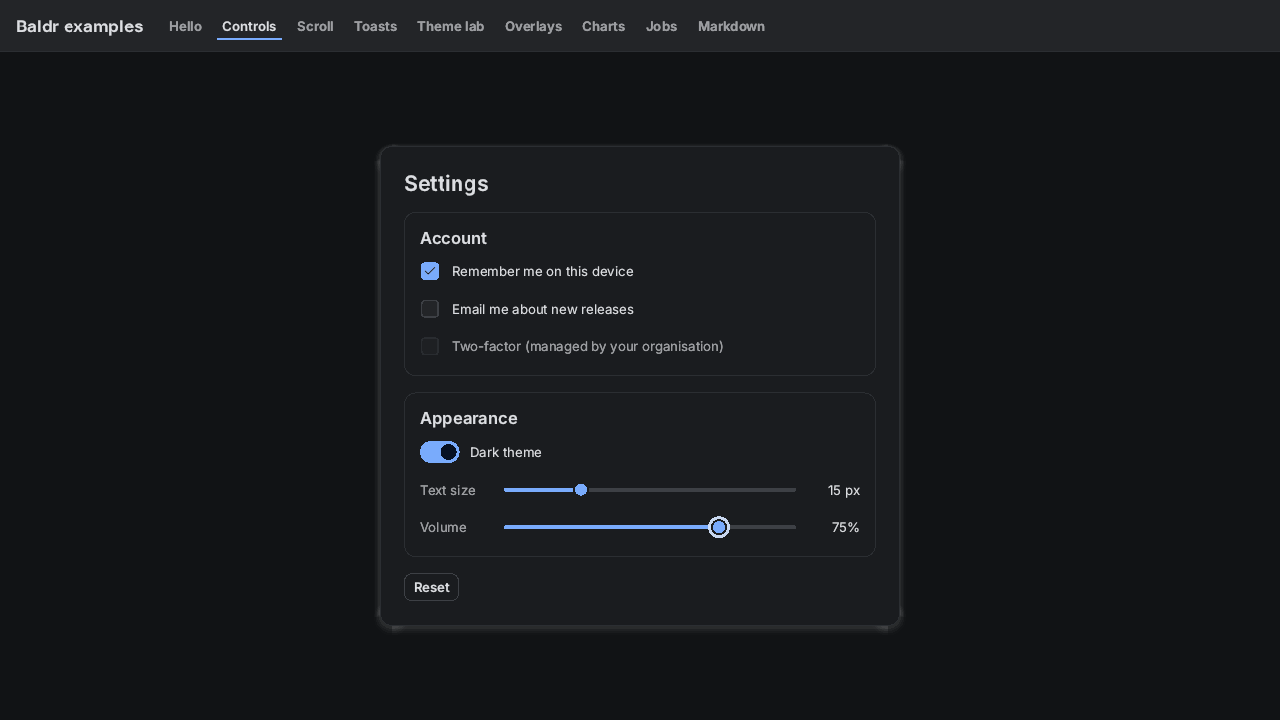 Baldr examples Hello Controls Scroll Toasts Theme lab Overlays Charts Jobs Markdown
Settings
Account
Remember me on this device
Email me about new releases
Two-factor (managed by your organisation)
Appearance
Dark theme
Text size 15 px
Volume 75%
Reset